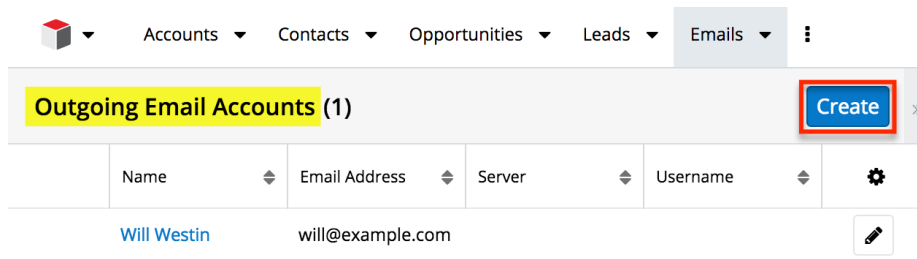 Accounts Contacts Opportunities Leads Emails
Outgoing Email Accounts (1) Create
Name Email Address Server Username
Will Westin will@example.com